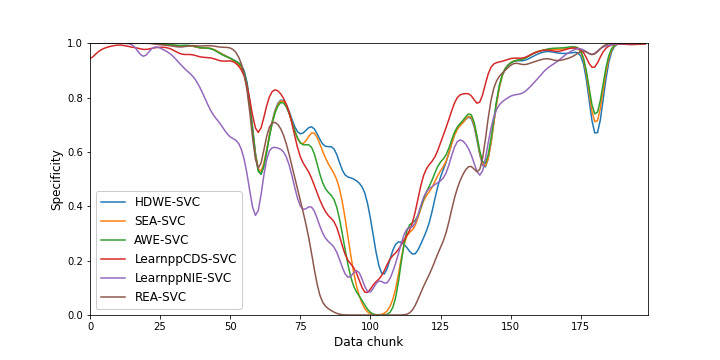 1.0
0.8
0.6
0.4
0.2
0.0
Specificity
HDWE-SVC
SEA-SVC
AWE-SVC
LearnppCDS-SVC
LearnppNIE-SVC
REA-SVC
0 25 50 75 100 125 150 175
Data chunk